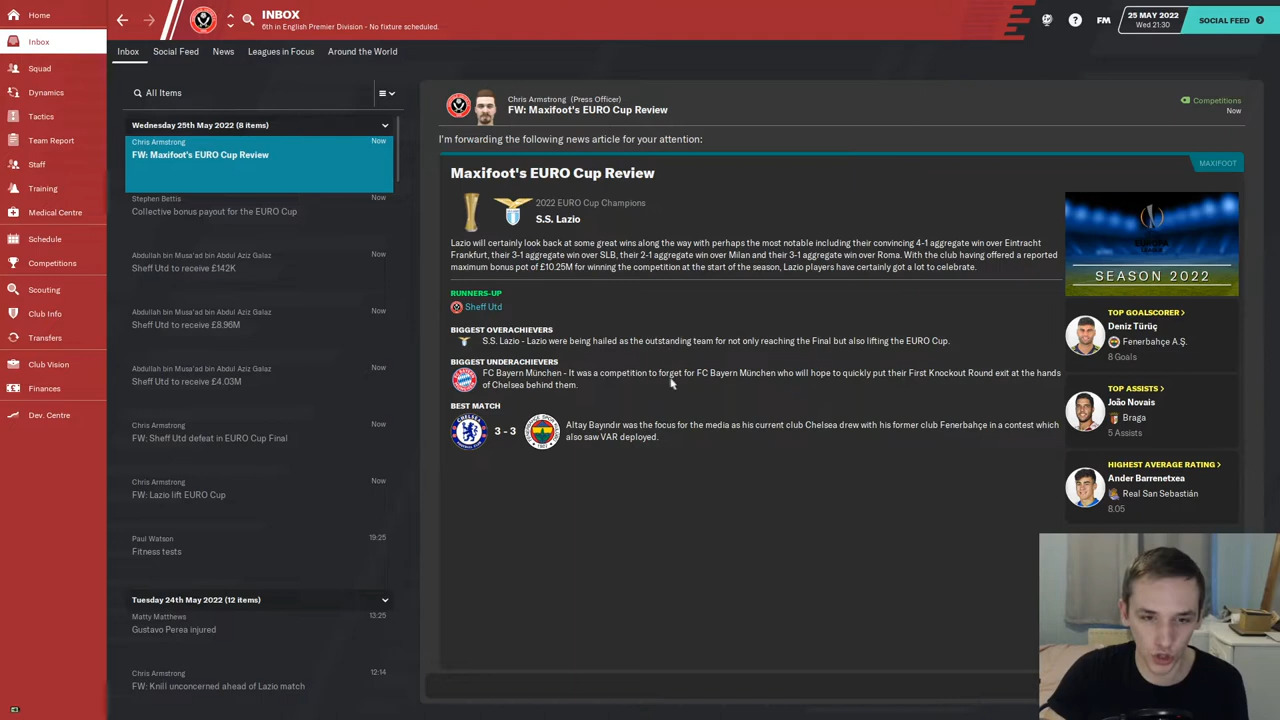 Home
Inbox
Squad
Dynamics
Tactics
Team Report
Staff
Training
Medical Centre
Schedule
Competitions
Scouting
Club Info
Transfers
Club Vision
Finances
Dev. Centre
INBOX
6th in English Premier Division - No fixture scheduled.
?
FM
25 MAY 2022
Wed 21:30
SOCIAL FEED
Inbox
Social Feed
News
Leagues in Focus
Around the World
All Items
Wednesday 25th May 2022 (8 items)
Chris Armstrong
Now
FW: Maxifoot's EURO Cup Review
Stephen Bettis
Now
Collective bonus payout for the EURO Cup
Abdullah bin Musa'ad bin Abdul Aziz Galaz
Now
Sheff Utd to receive £142K
Abdullah bin Musa'ad bin Abdul Aziz Galaz
Now
Sheff Utd to receive £8.96M
Abdullah bin Musa'ad bin Abdul Aziz Galaz
Now
Sheff Utd to receive £4.03M
Chris Armstrong
Now
FW: Sheff Utd defeat in EURO Cup Final
Chris Armstrong
Now
FW: Lazio lift EURO Cup
Paul Watson
19:25
Fitness tests
Tuesday 24th May 2022 (12 items)
Matty Matthews
13:25
Gustavo Perea injured
Chris Armstrong
12:14
FW: Knill unconcerned ahead of Lazio match
Chris Armstrong (Press Officer)
FW: Maxifoot's EURO Cup Review
Competitions
Now
I'm forwarding the following news article for your attention:
MAXIFOOT
Maxifoot's EURO Cup Review
2022 EURO Cup Champions
S.S. Lazio
Lazio will certainly look back at some great wins along the way with perhaps the most notable including their convincing 4-1 aggregate win over Eintracht
Frankfurt, their 3-1 aggregate win over SLB, their 2-1 aggregate win over Milan and their 3-1 aggregate win over Roma. With the club having offered a reported
maximum bonus pot of £10.25M for winning the competition at the start of the season, Lazio players have certainly got a lot to celebrate.
RUNNERS-UP
Sheff Utd
BIGGEST OVERACHIEVERS
S.S. Lazio - Lazio were being hailed as the outstanding team for not only reaching the Final but also lifting the EURO Cup.
BIGGEST UNDERACHIEVERS
FC Bayern München - It was a competition to forget for FC Bayern München who will hope to quickly put their First Knockout Round exit at the hands
of Chelsea behind them.
BEST MATCH
3 - 3
Altay Bayındır was the focus for the media as his current club Chelsea drew with his former club Fenerbahçe in a contest which
also saw VAR deployed.
EUROPA
LEAGUE
SEASON 2022
TOP GOALSCORER
Deniz Türüç
Fenerbahçe A.Ş.
8 Goals
TOP ASSISTS
João Novais
Braga
5 Assists
HIGHEST AVERAGE RATING
Ander Barrenetxea
Real San Sebastián
8.05